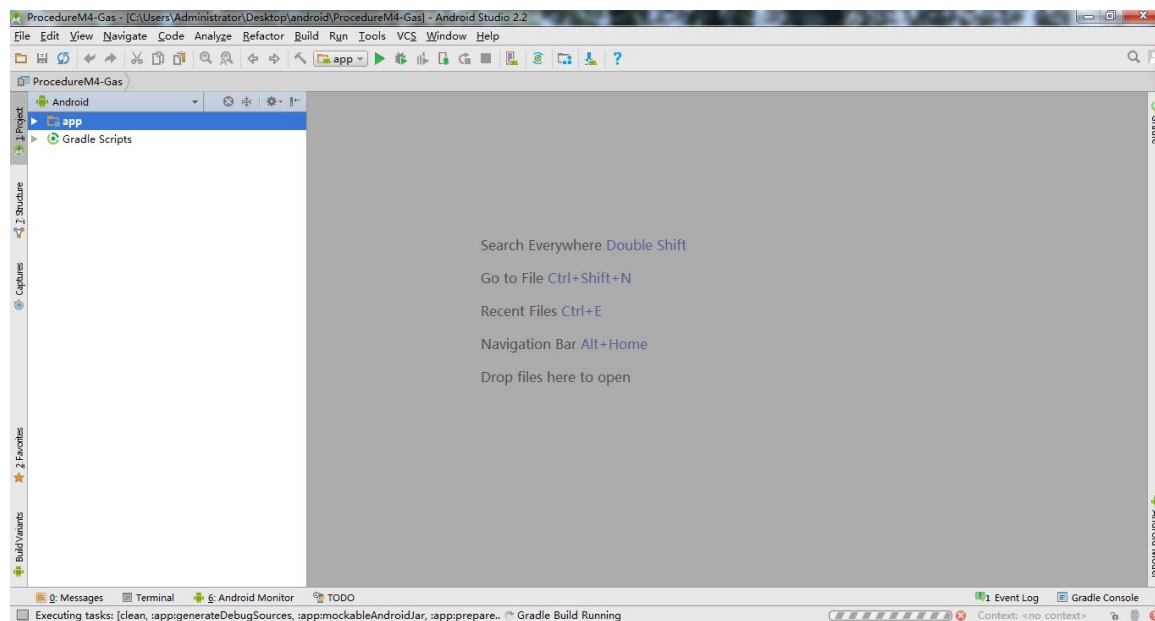 ProcedureM4-Gas - [C:\Users\Administrator\Desktop\android\ProcedureM4-Gas] - Android Studio 2.2
File Edit View Navigate Code Analyze Refactor Build Run Tools VCS Window Help
app
ProcedureM4-Gas
Android
app
Gradle Scripts
1: Project
7: Structure
Captures
2: Favorites
Build Variants
Search Everywhere Double Shift
Go to File Ctrl+Shift+N
Recent Files Ctrl+E
Navigation Bar Alt+Home
Drop files here to open
0: Messages Terminal 6: Android Monitor TODO
1 Event Log Gradle Console
Executing tasks: [clean, :app:generateDebugSources, :app:mockableAndroidJar, :app:prepare.. Gradle Build Running
Context: <no context>